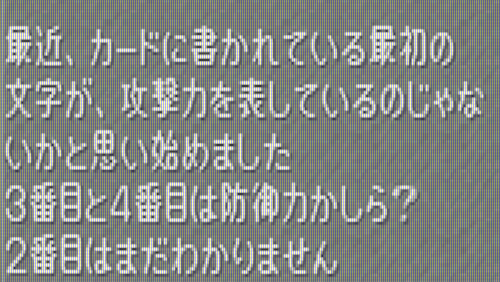 最近、カードに書かれている最初の
文字が、攻撃力を表しているのじゃな
いかと思い始めました
3番目と4番目は防御力かしら?
2番目はまだわかりません